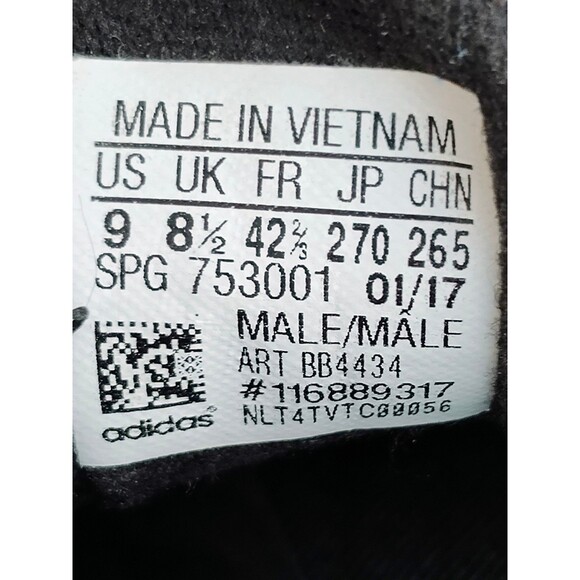 MADE IN VIETNAM
US UK FR JP CHN
9 8½ 42⅔ 270 265
SPG 753001 01/17
MALE/MÂLE
ART BB4434
#116889317
NLT4TVTC00056
adidas